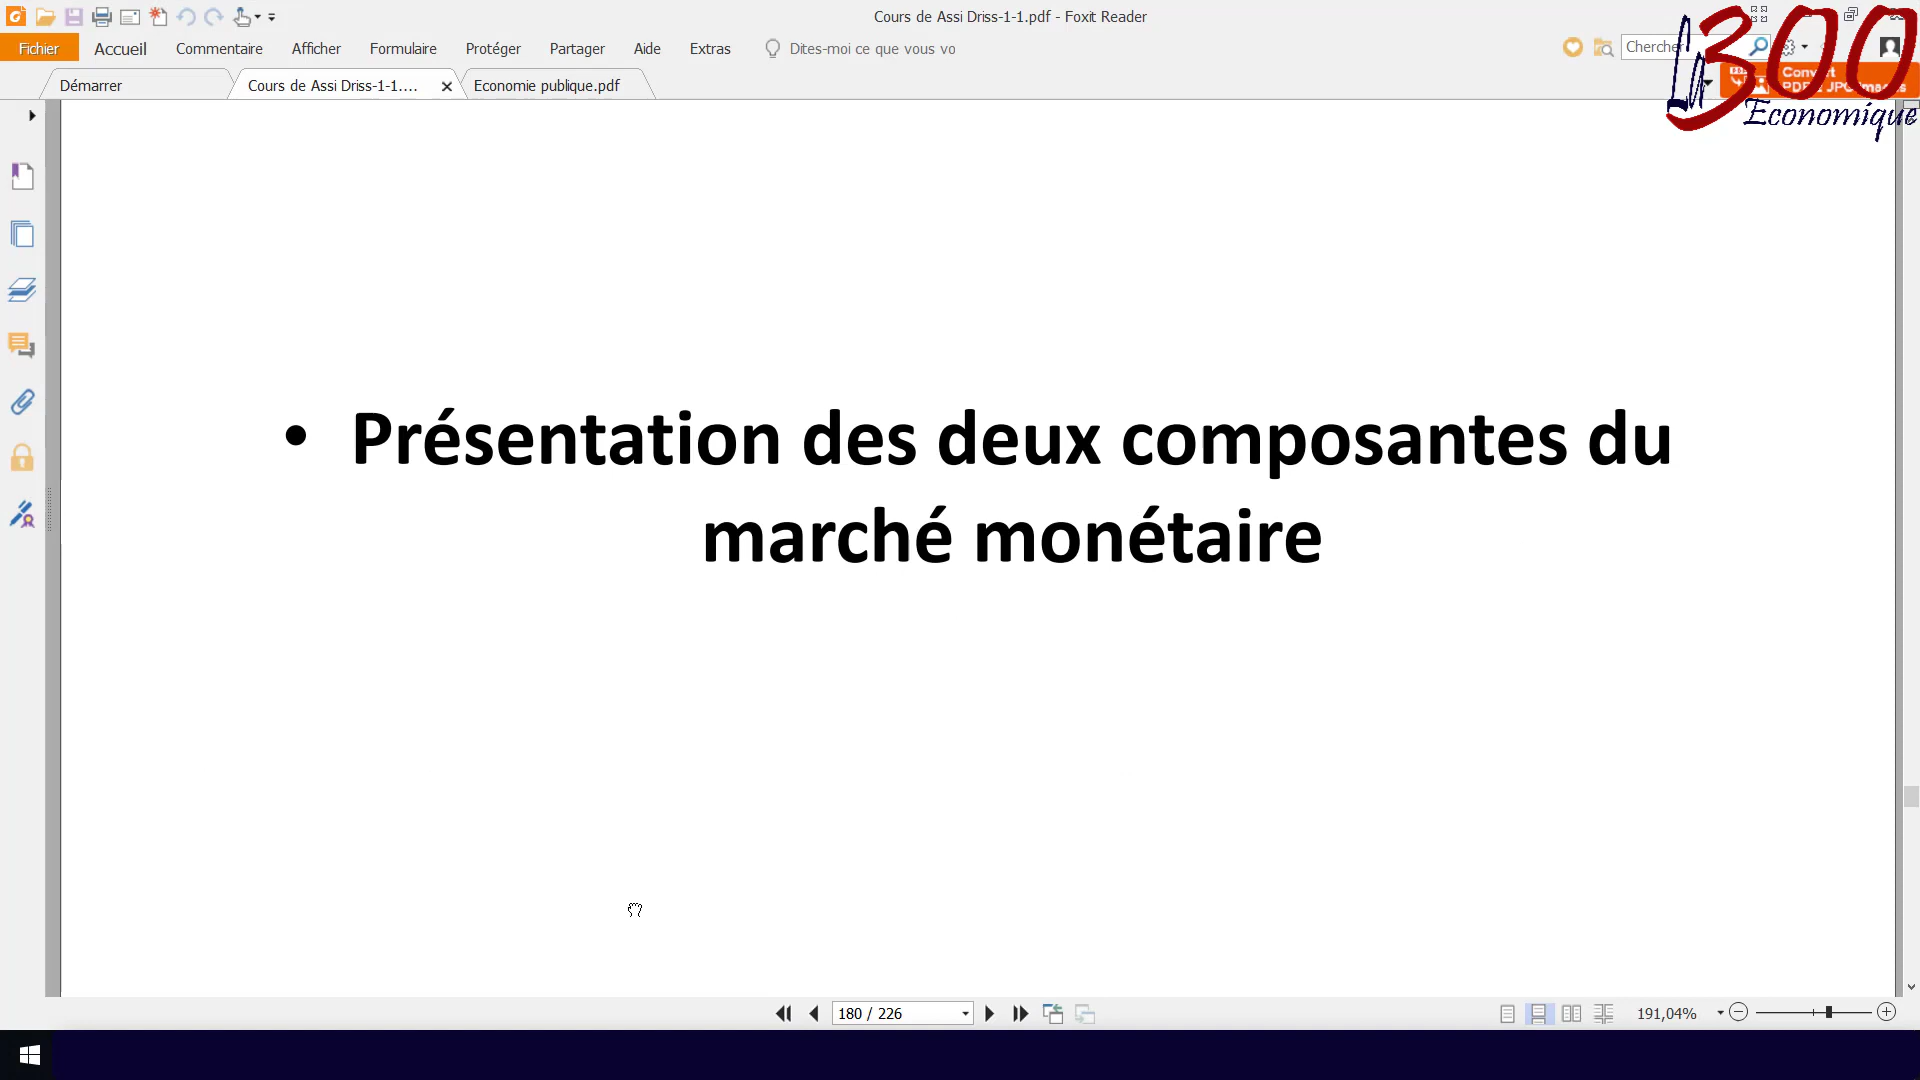 Cours de Assi Driss-1-1.pdf - Foxit Reader
Fichier Accueil Commentaire Afficher Formulaire Protéger Partager Aide Extras Dites-moi ce que vous vo
Cherche
Convert
Démarrer Cours de Assi Driss-1-1.... Economie publique.pdf
300
Economique
• Présentation des deux composantes du
marché monétaire
180 / 226
191,04%